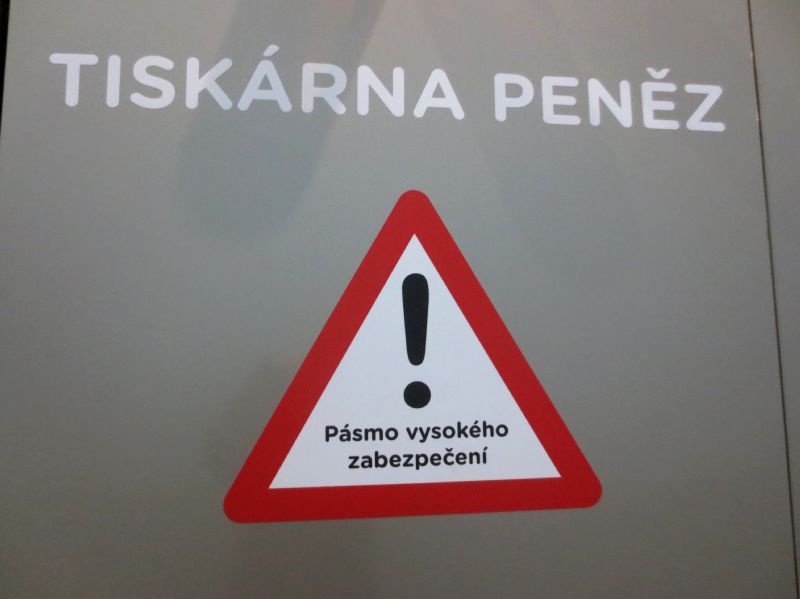 TISKÁRNA PENĚZ
!
Pásmo vysokého
zabezpečení